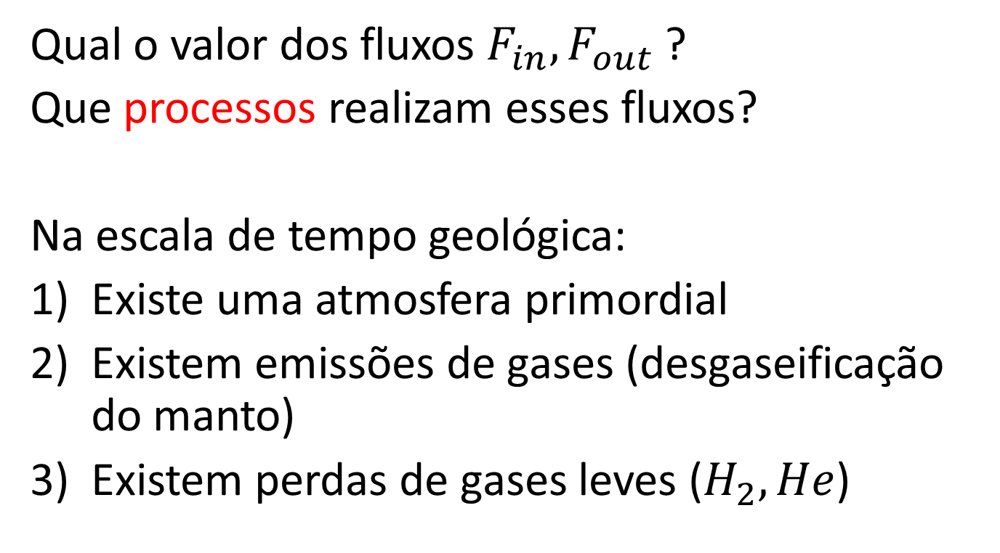 Qual o valor dos fluxos $F_{in}, F_{out}$ ?
Que processos realizam esses fluxos?
Na escala de tempo geológica:
1) Existe uma atmosfera primordial
2) Existem emissões de gases (desgaseificação
do manto)
3) Existem perdas de gases leves ($H_2, He$)